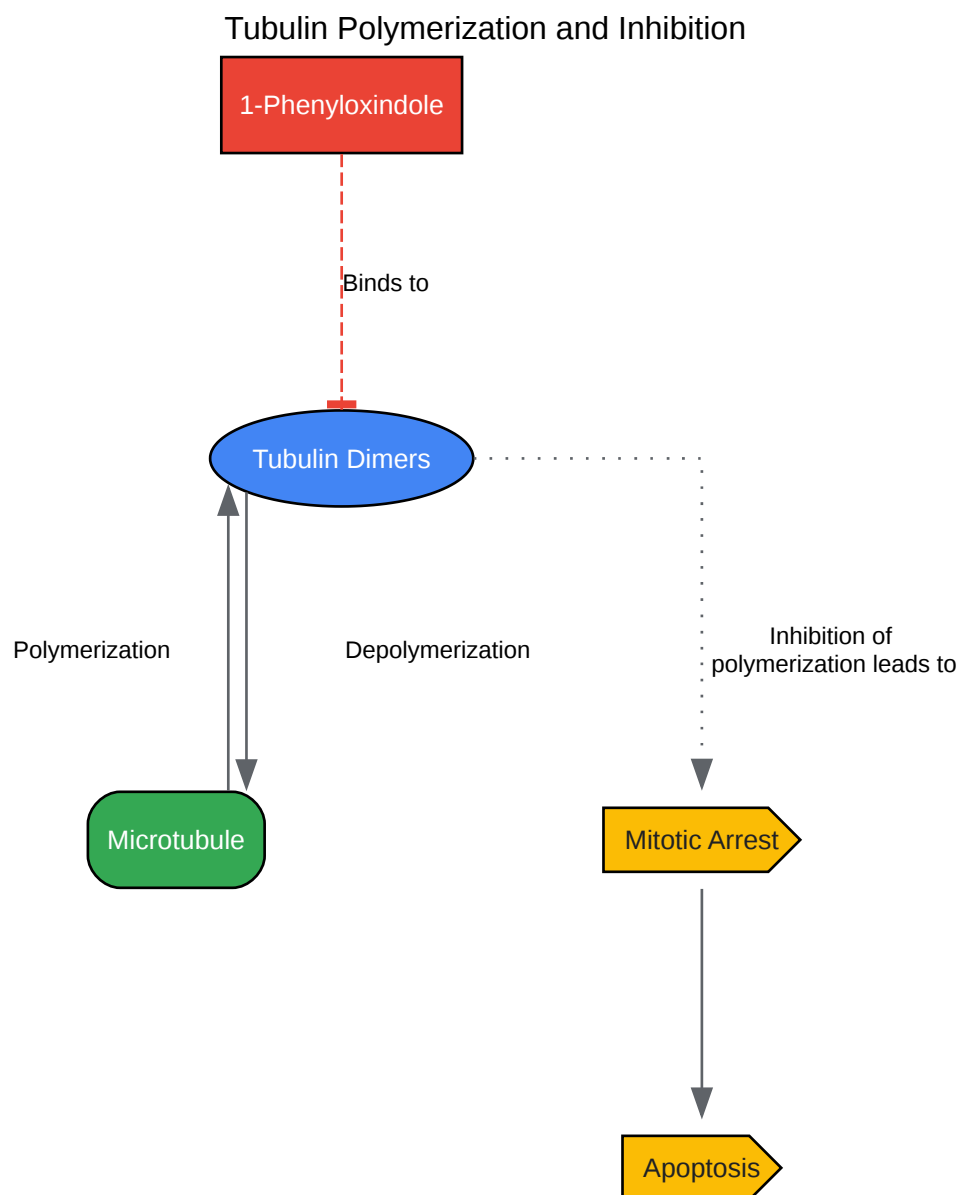 Tubulin Polymerization and Inhibition
1-Phenyloxindole
Binds to
Tubulin Dimers
Polymerization
Depolymerization
Inhibition of
polymerization leads to
Microtubule
Mitotic Arrest
Apoptosis